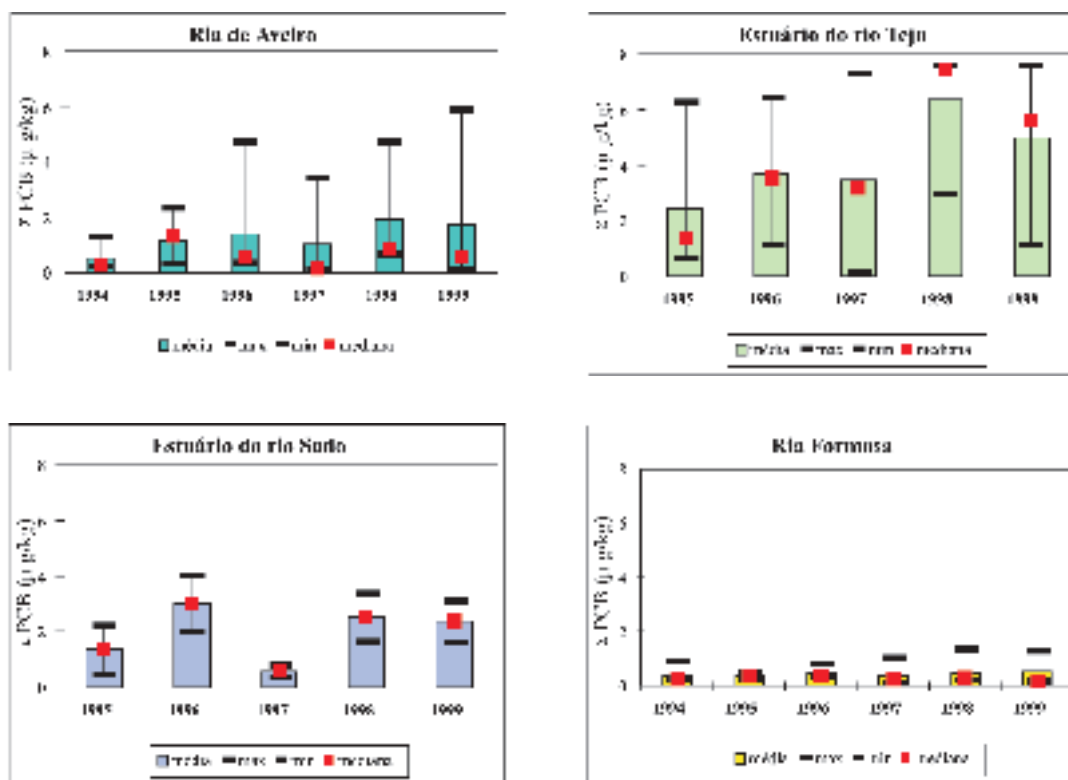 Ria de Aveiro
Σ PCB (µ g/kg)
8
6
4
2
0
1994 1995 1996 1997 1998 1999
média max min mediana
Estuário do rio Tejo
Σ PCB (µ g/kg)
8
6
4
2
0
1995 1996 1997 1998 1999
média max min mediana
Estuário do rio Sado
Σ PCB (µ g/kg)
8
6
4
2
0
1995 1996 1997 1998 1999
média max min mediana
Ria Formosa
Σ PCB (µ g/kg)
8
6
4
2
0
1994 1995 1996 1997 1998 1999
média max min mediana